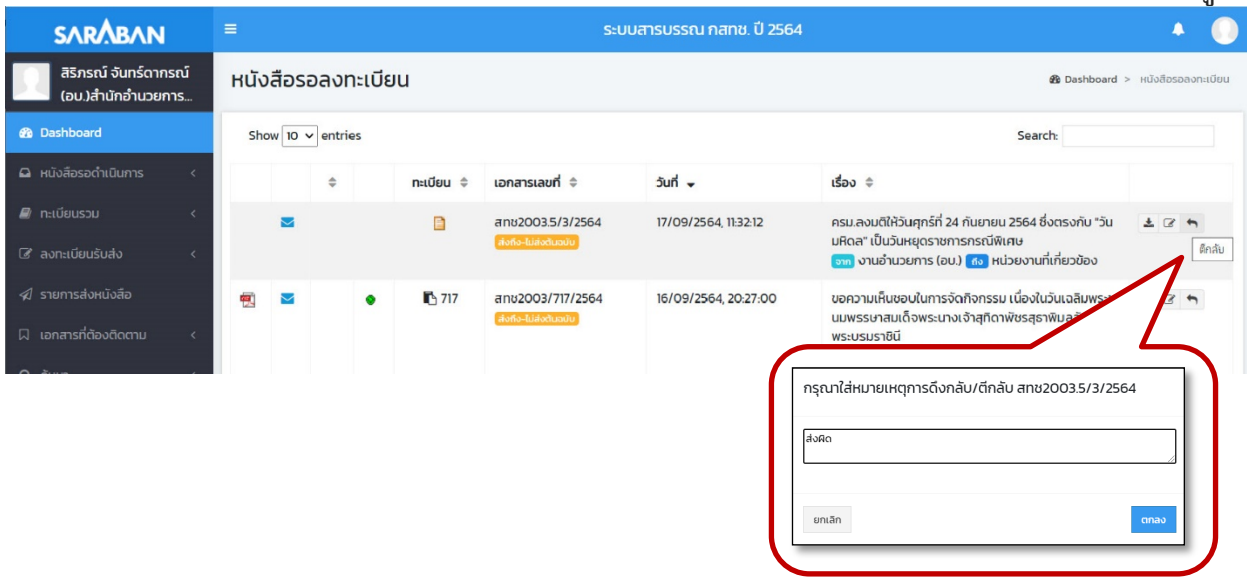 SARABAN
ระบบสารบรรณ กสทช. ปี 2564
สิริภรณ์ จันทร์ดาภรณ์
(อบ.)สำนักอำนวยการ...
หนังสือรอลงทะเบียน
Dashboard > หนังสือรอลงทะเบียน
Dashboard
หนังสือรอดำเนินการ
ทะเบียนรวม
ลงทะเบียนรับส่ง
รายการส่งหนังสือ
เอกสารที่ต้องติดตาม
Show 10 entries
Search:
ทะเบียน เอกสารเลขที่ วันที่ เรื่อง
สทช2003.5/3/2564 17/09/2564, 11:32:12 ครม.ลงมติให้วันศุกร์ที่ 24 กันยายน 2564 ซึ่งตรงกับ "วัน
ส่งถึง-ไม่ส่งต้นฉบับ มหิดล" เป็นวันหยุดราชการกรณีพิเศษ
จาก งานอำนวยการ (อบ.) ถึง หน่วยงานที่เกี่ยวข้อง
ตีกลับ
717 สทช2003/717/2564 16/09/2564, 20:27:00 ขอความเห็นชอบในการจัดกิจกรรม เนื่องในวันเฉลิมพระ
ส่งถึง-ไม่ส่งต้นฉบับ นมพรรษาสมเด็จพระนางเจ้าสุทิดาพัชรสุธาพิมล
พระบรมราชินี
กรุณาใส่หมายเหตุการดึงกลับ/ตีกลับ สทช2003.5/3/2564
ส่งผิด
ยกเลิก ตกลง